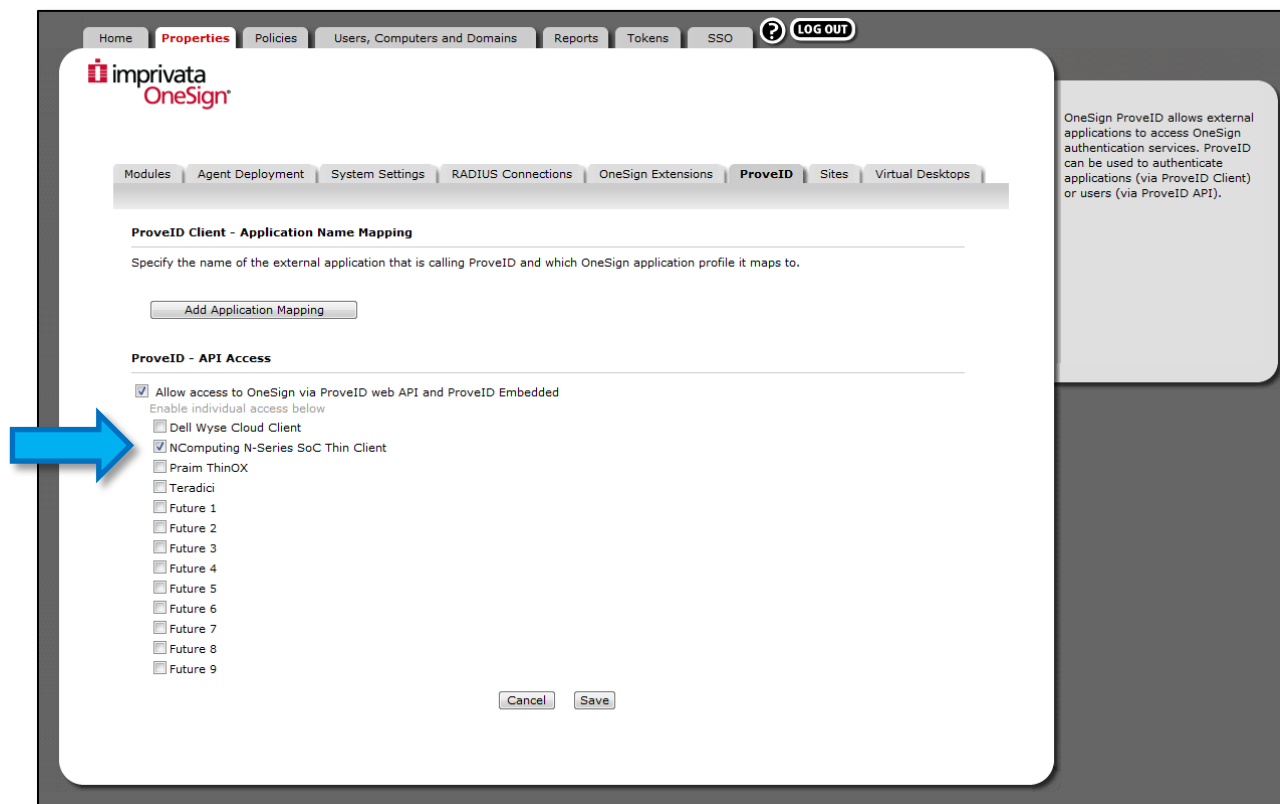 Home Properties Policies Users, Computers and Domains Reports Tokens SSO ? LOG OUT
imprivata
OneSign
Modules Agent Deployment System Settings RADIUS Connections OneSign Extensions ProveID Sites Virtual Desktops
ProveID Client - Application Name Mapping
Specify the name of the external application that is calling ProveID and which OneSign application profile it maps to.
Add Application Mapping
ProveID - API Access
Allow access to OneSign via ProveID web API and ProveID Embedded
Enable individual access below
Dell Wyse Cloud Client
NComputing N-Series SoC Thin Client
Praim ThinOX
Teradici
Future 1
Future 2
Future 3
Future 4
Future 5
Future 6
Future 7
Future 8
Future 9
Cancel Save
OneSign ProveID allows external
applications to access OneSign
authentication services. ProveID
can be used to authenticate
applications (via ProveID Client)
or users (via ProveID API).